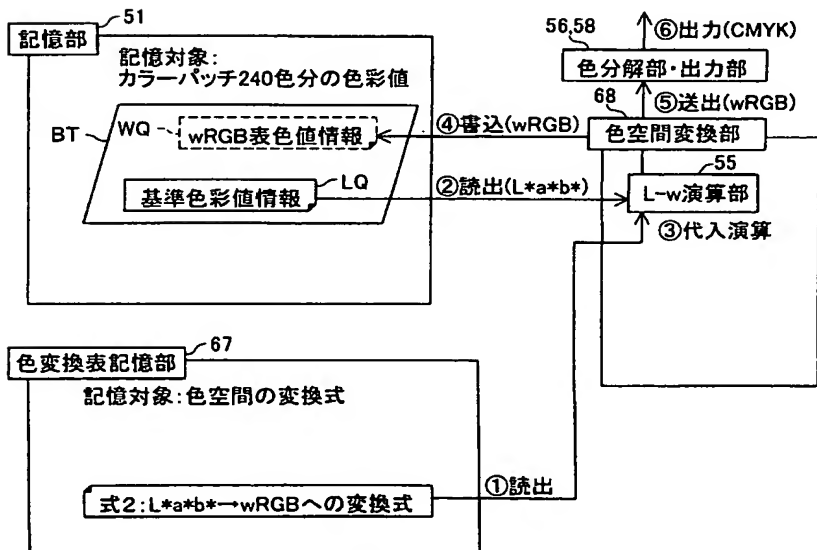 51
記憶部
記憶対象:
カラーパッチ240色分の色彩値
BT
WQ
wRGB表色値情報
LQ
基準色彩値情報
⑥出力(CMYK)
56,58
色分解部・出力部
68
⑤送出(wRGB)
④書込(wRGB)
色空間変換部
55
②読出(L*a*b*)
L-w演算部
③代入演算
67
色変換表記憶部
記憶対象:色空間の変換式
式2:L*a*b*→wRGBへの変換式
①読出